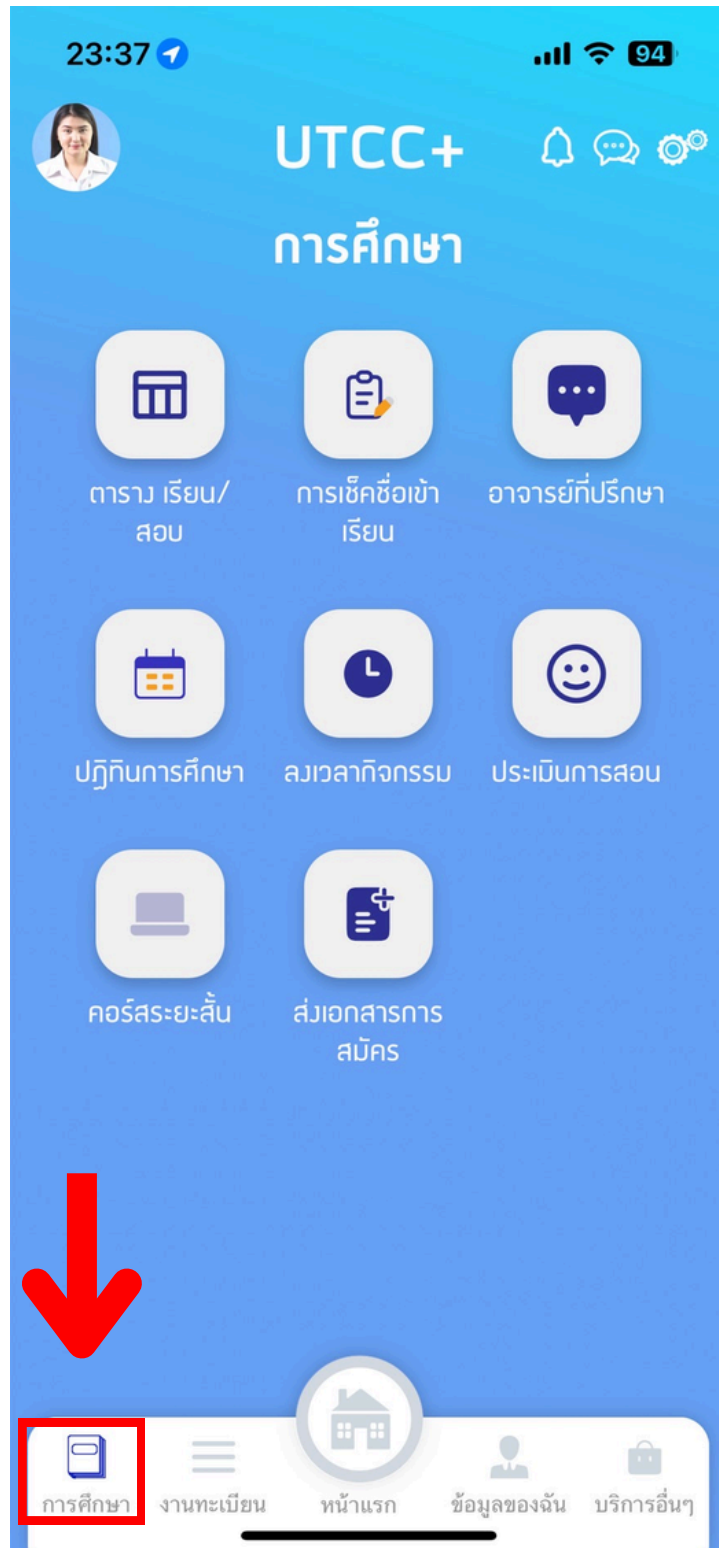 23:37
94
UTCC+
การศึกษา
ตาราง เรียน/
สอบ
การเช็คชื่อเข้า
เรียน
อาจารย์ที่ปรึกษา
ปฏิทินการศึกษา
ลงเวลากิจกรรม
ประเมินการสอน
คอร์สระยะสั้น
ส่งเอกสารการ
สมัคร
การศึกษา
งานทะเบียน
หน้าแรก
ข้อมูลของฉัน
บริการอื่นๆ